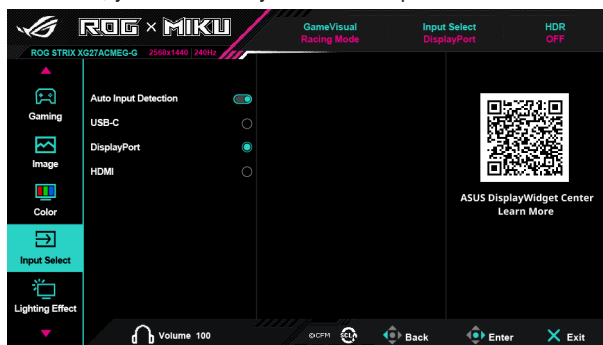 ROG × MIKU
ROG STRIX XG27ACMEG-G 2560x1440 240Hz
GameVisual
Racing Mode
Input Select
DisplayPort
HDR
OFF
Gaming
Image
Color
Input Select
Lighting Effect
Auto Input Detection
USB-C
DisplayPort
HDMI
ASUS DisplayWidget Center
Learn More
Volume 100
Back
Enter
Exit